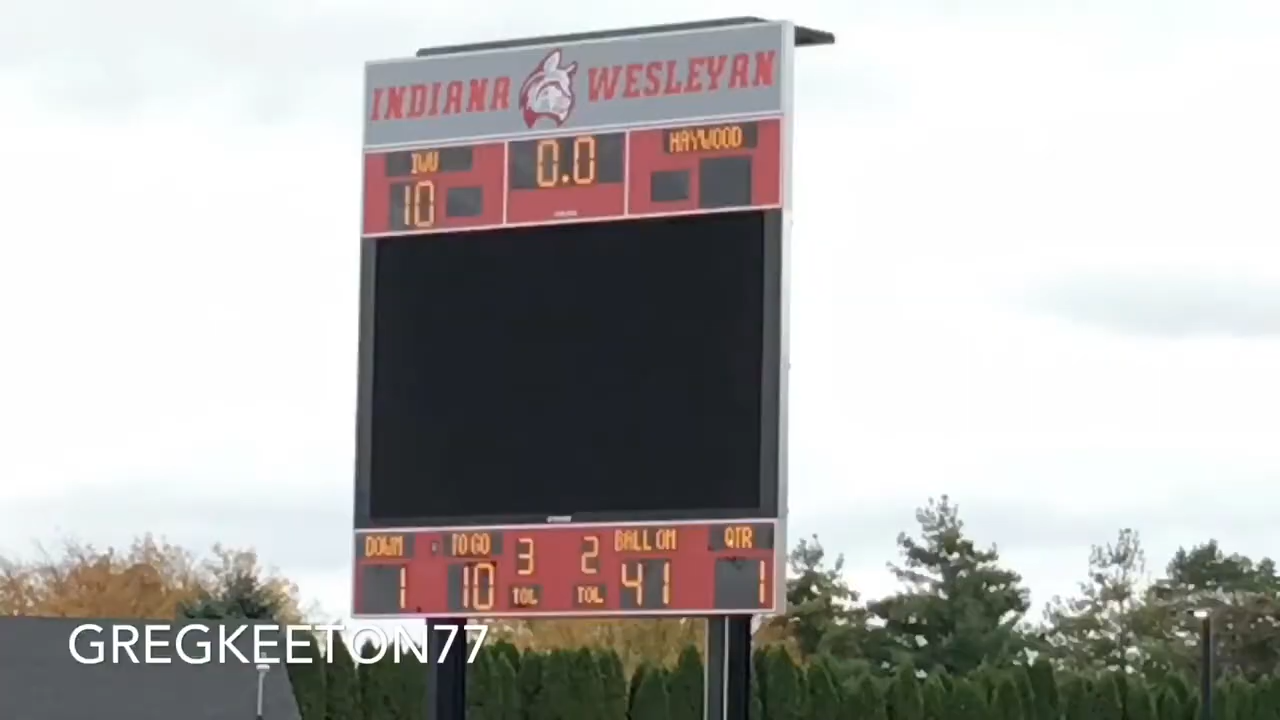 INDIANA WESLEYAN
IWU 0.0 HAYWOOD
10
DOWN TO GO 3 2 BALL ON QTR
1 10 TOL TOL 41 1
GREGKEETON77